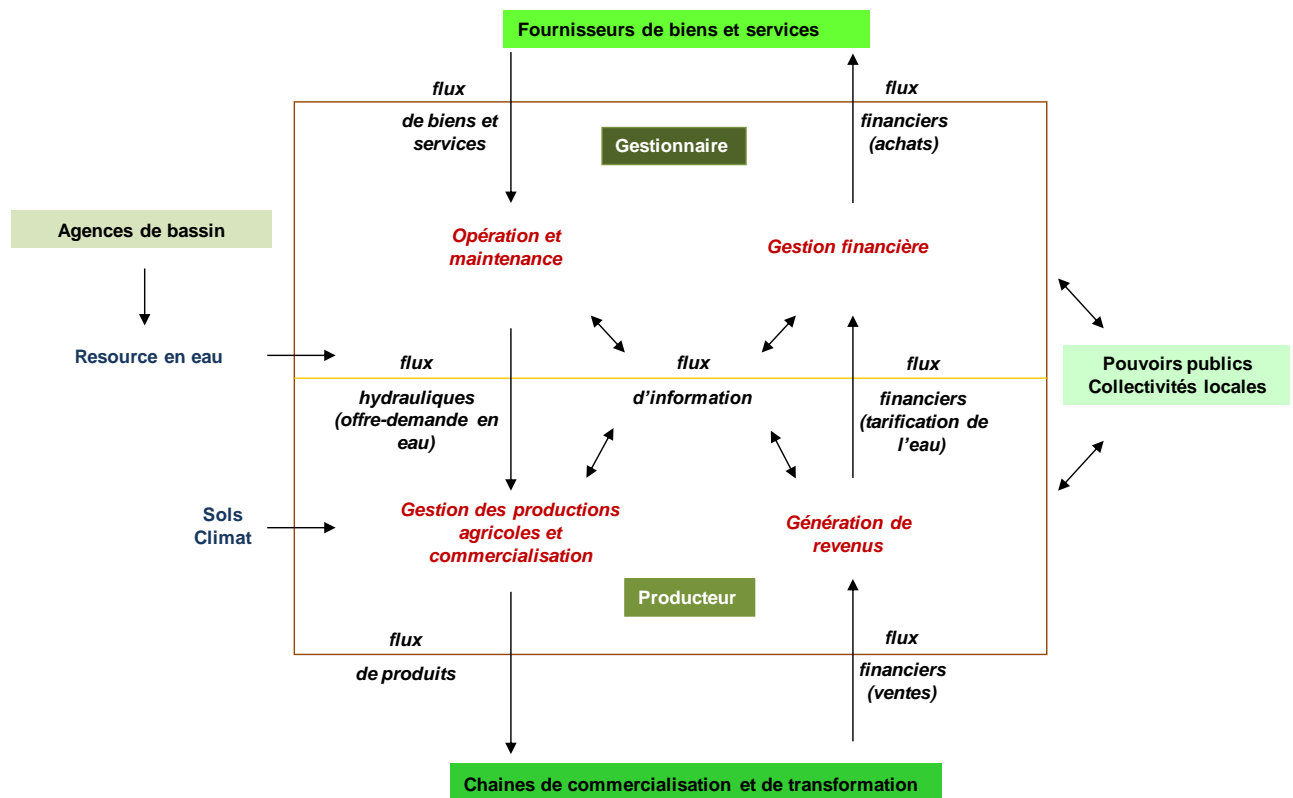 Fournisseurs de biens et services
flux
de biens et
services
flux
financiers
(achats)
Gestionnaire
Agences de bassin
Opération et
maintenance
Gestion financière
Resource en eau
flux
hydrauliques
(offre-demande en
eau)
flux
d'information
flux
financiers
(tarification de
l'eau)
Pouvoirs publics
Collectivités locales
Sols
Climat
Gestion des productions
agricoles et
commercialisation
Génération de
revenus
Producteur
flux
de produits
flux
financiers
(ventes)
Chaines de commercialisation et de transformation